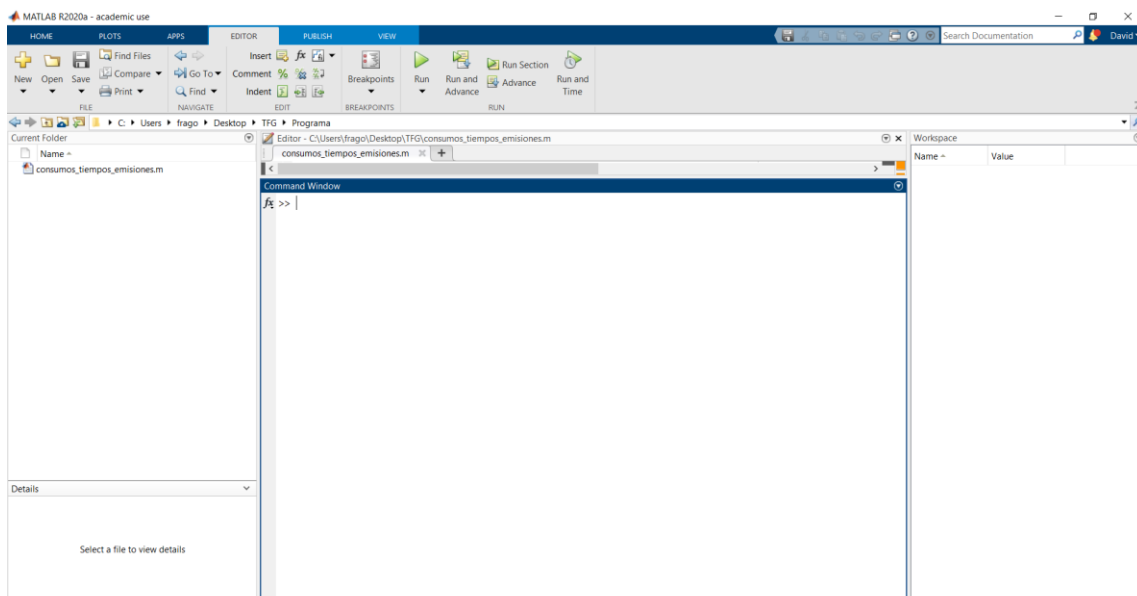 MATLAB R2020a - academic use
HOME PLOTS APPS EDITOR PUBLISH VIEW Search Documentation David
New Open Save Find Files Compare Print
Go To Find
Insert fx
Comment %
Indent
Breakpoints Run Run and Advance Run Section Advance Run and Time
FILE NAVIGATE EDIT BREAKPOINTS RUN
C: Users frago Desktop TFG Programa
Current Folder
Name
consumos_tiempos_emisiones.m
Editor - C:\Users\frago\Desktop\TFG\consumos_tiempos_emisiones.m
consumos_tiempos_emisiones.m
Command Window
fx >>
Workspace
Name Value
Details
Select a file to view details